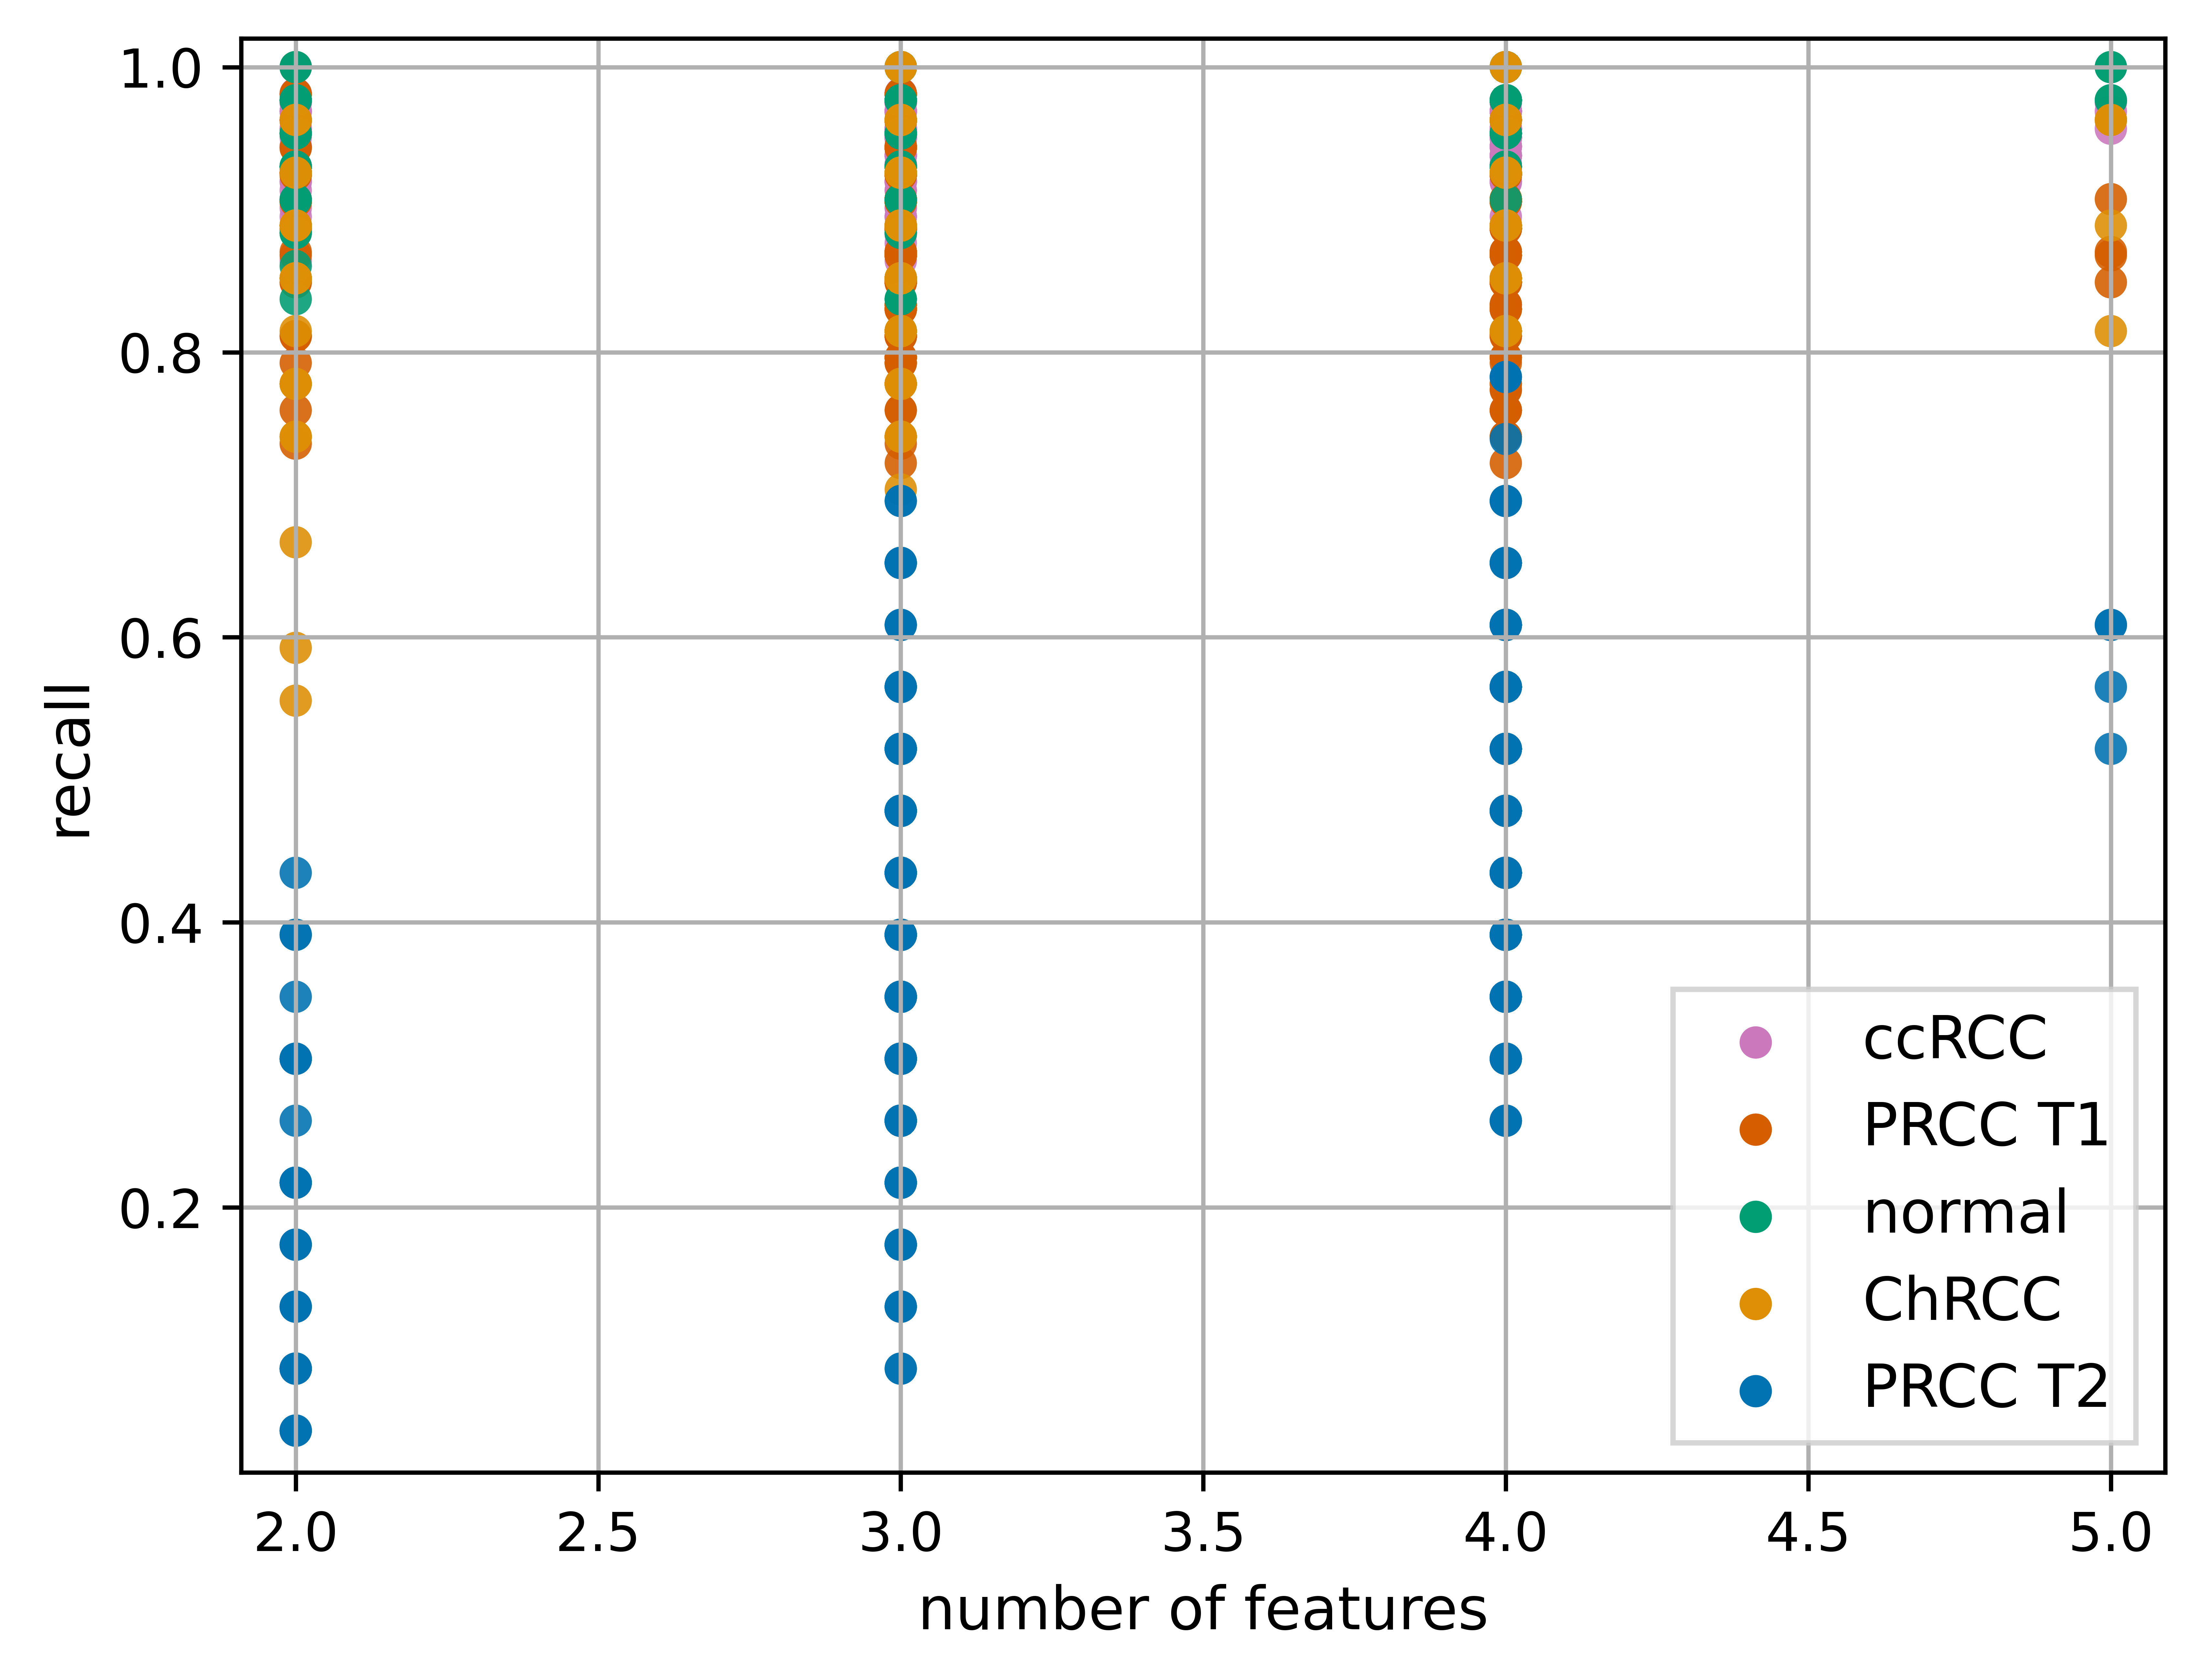 1.0
0.8
0.6
0.4
0.2
recall
2.0 2.5 3.0 3.5 4.0 4.5 5.0
number of features
ccRCC
PRCC T1
normal
ChRCC
PRCC T2